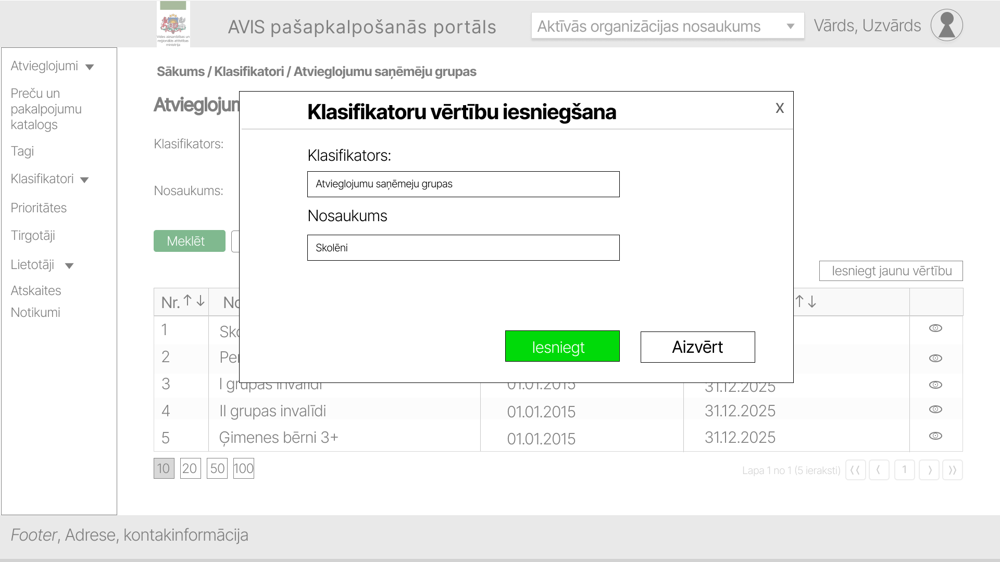 Vides aizsardzības un
reģionālās attīstības
ministrija
AVIS pašapkalpošanās portāls
Aktīvās organizācijas nosaukums
Vārds, Uzvārds
Atvieglojumi
Preču un
pakalpojumu
katalogs
Tagi
Klasifikatori
Prioritātes
Tirgotāji
Lietotāji
Atskaites
Notikumi
Sākums / Klasifikatori / Atvieglojumu saņēmēju grupas
Klasifikators:
Nosaukums:
Meklēt
Klasifikatoru vērtību iesniegšana
X
Klasifikators:
Atvieglojumu saņēmeju grupas
Nosaukums
Skolēni
Iesniegt
Aizvērt
Iesniegt jaunu vērtību
Nr. ↑ ↓ ↑ ↓
1
2
3 I grupas invalīdi 01.01.2015 31.12.2025
4 II grupas invalīdi 01.01.2015 31.12.2025
5 Ģimenes bērni 3+ 01.01.2015 31.12.2025
10 20 50 100
Lapa 1 no 1 (5 ieraksti) ⟨⟨ ⟨ 1 ⟩ ⟩⟩
Footer, Adrese, kontakinformācija